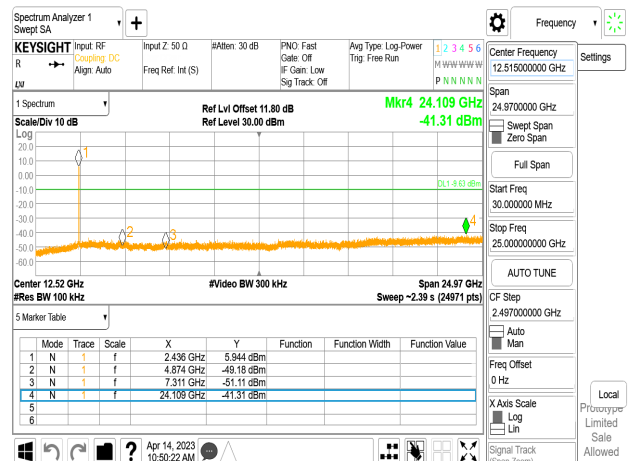 Spectrum Analyzer 1
Swept SA
Frequency
KEYSIGHT
R
LXI
Input: RF
Coupling: DC
Align: Auto
Input Z: 50 Ω
Freq Ref: Int (S)
#Atten: 30 dB
PNO: Fast
Gate: Off
IF Gain: Low
Sig Track: Off
Avg Type: Log-Power
Trig: Free Run
1 2 3 4 5 6
M W W W W W
P N N N N N
1 Spectrum
Scale/Div 10 dB
Ref Lvl Offset 11.80 dB
Ref Level 30.00 dBm
Mkr4 24.109 GHz
-41.31 dBm
Log
20.0
10.0
0.00
-10.0
-20.0
-30.0
-40.0
-50.0
-60.0
1
2
3
4
DL1 -9.63 dBm
Center 12.52 GHz
#Video BW 300 kHz
Span 24.97 GHz
#Res BW 100 kHz
Sweep ~2.39 s (24971 pts)
5 Marker Table
Mode Trace Scale X Y Function Function Width Function Value
1 N 1 f 2.436 GHz 5.944 dBm
2 N 1 f 4.874 GHz -49.18 dBm
3 N 1 f 7.311 GHz -51.11 dBm
4 N 1 f 24.109 GHz -41.31 dBm
5
6
?
Apr 14, 2023
10:50:22 AM
Center Frequency
12.515000000 GHz
Settings
Span
24.9700000 GHz
Swept Span
Zero Span
Full Span
Start Freq
30.000000 MHz
Stop Freq
25.000000000 GHz
AUTO TUNE
CF Step
2.497000000 GHz
Auto
Man
Freq Offset
0 Hz
X Axis Scale
Log
Lin
Signal Track
(Span Zoom)
Local
Prototype
Limited
Sale
Allowed